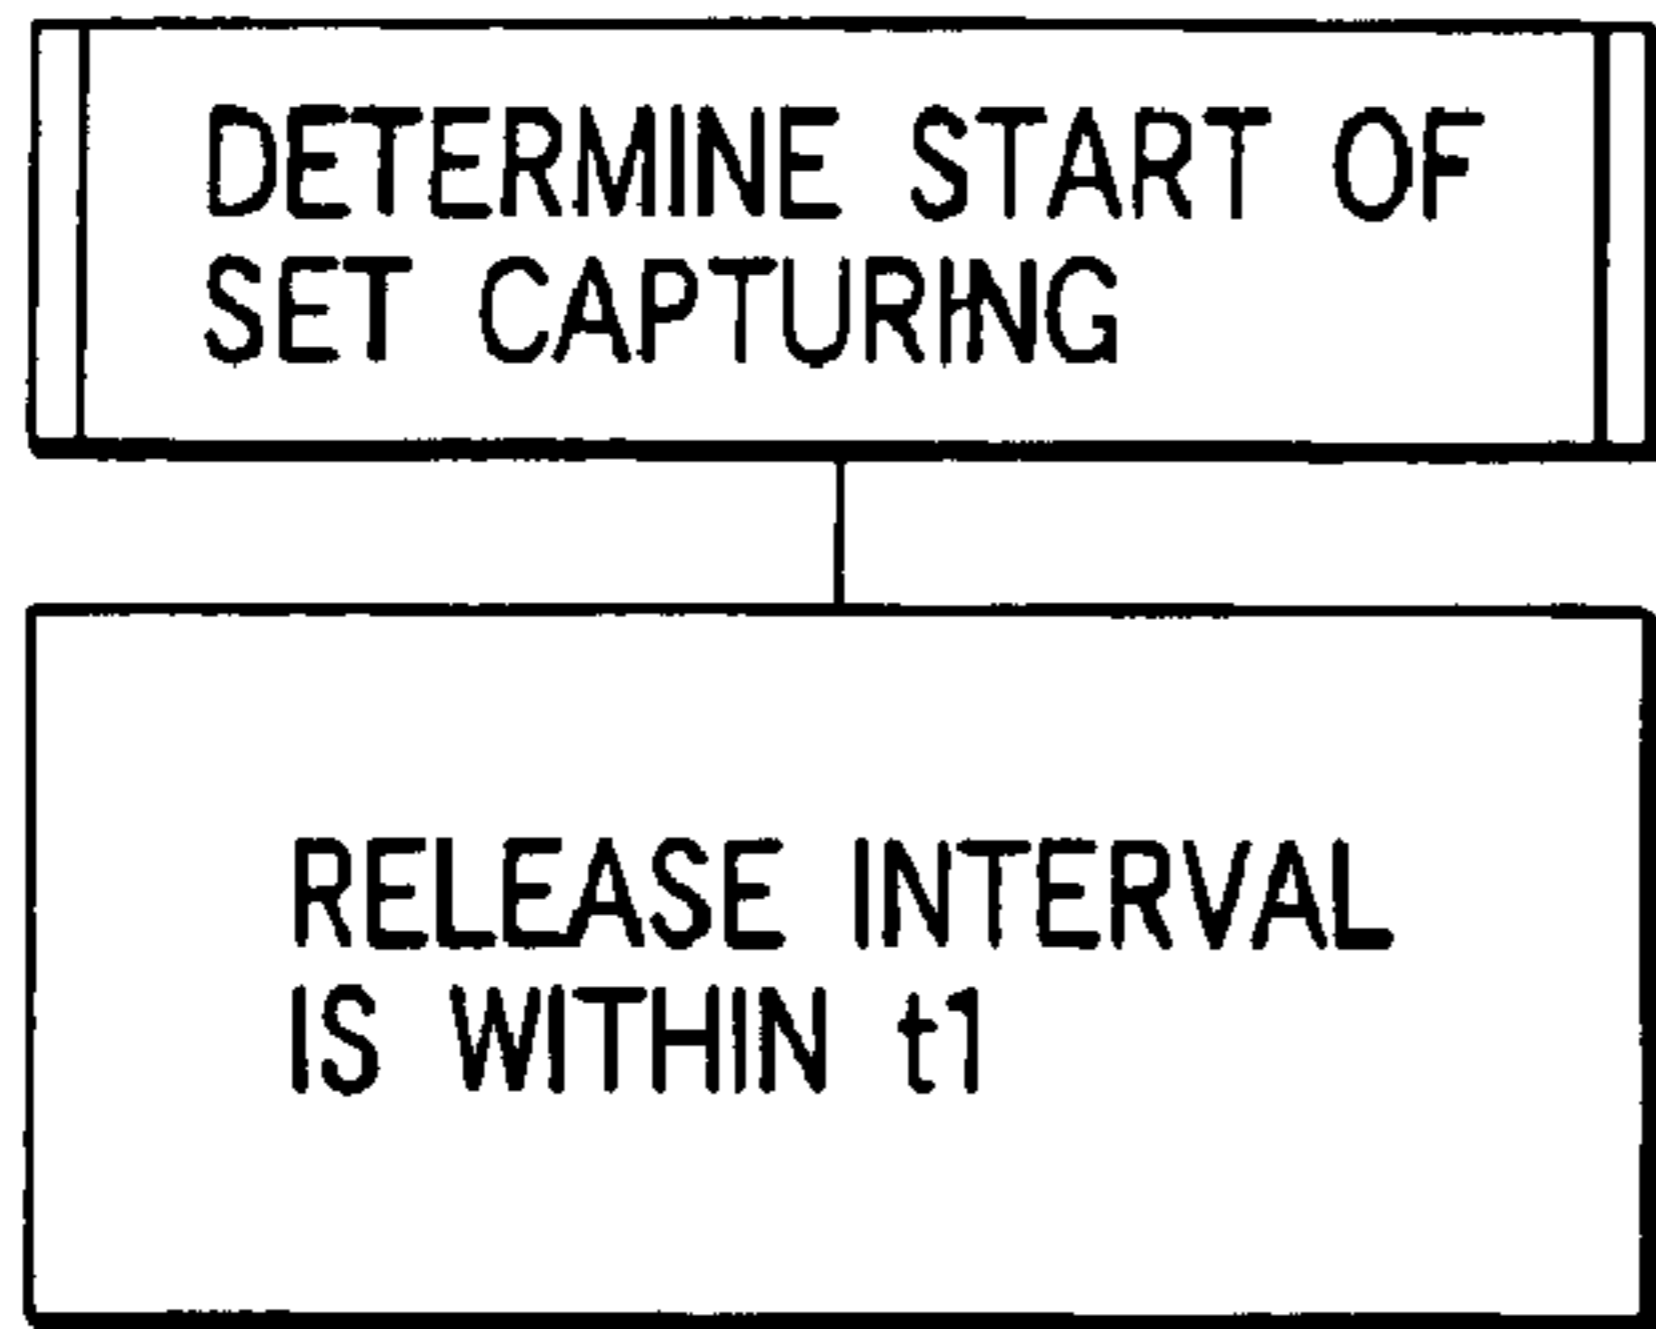 DETERMINE START OF
SET CAPTURING
RELEASE INTERVAL
IS WITHIN t1